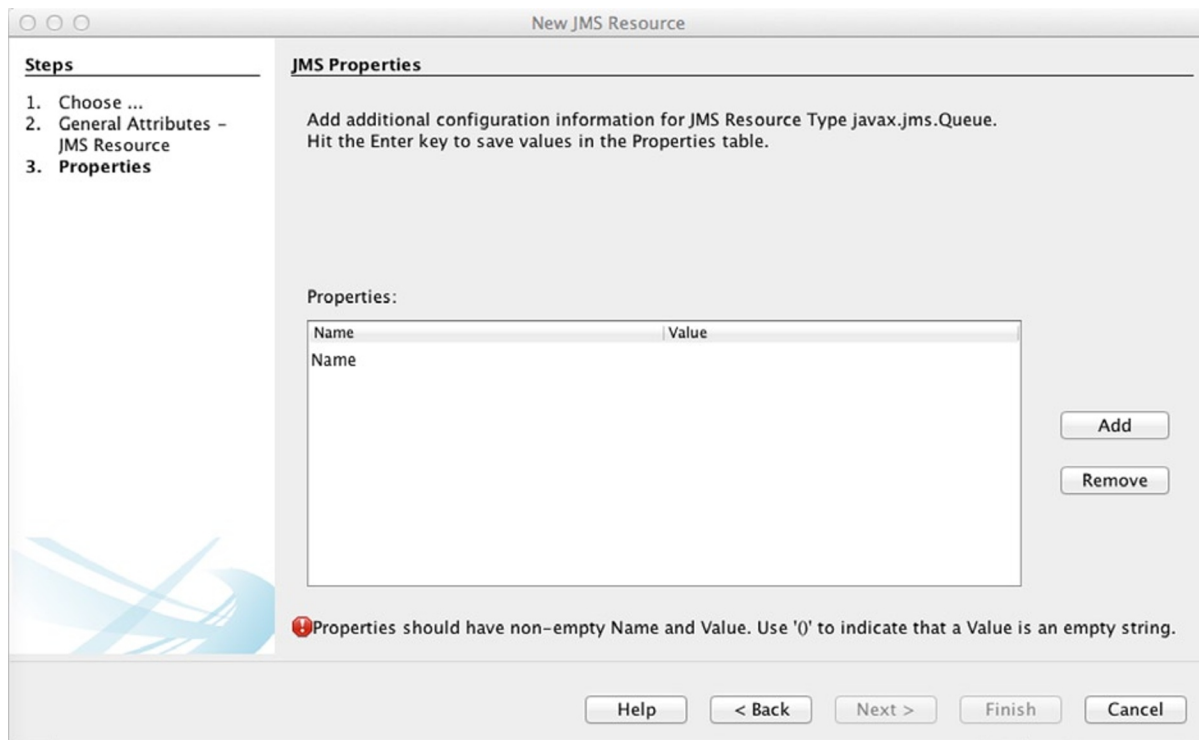 New JMS Resource
Steps
1. Choose ...
2. General Attributes –
JMS Resource
3. Properties
JMS Properties
Add additional configuration information for JMS Resource Type javax.jms.Queue.
Hit the Enter key to save values in the Properties table.
Properties:
Name Value
Name
Add
Remove
Properties should have non-empty Name and Value. Use '()' to indicate that a Value is an empty string.
Help < Back Next > Finish Cancel